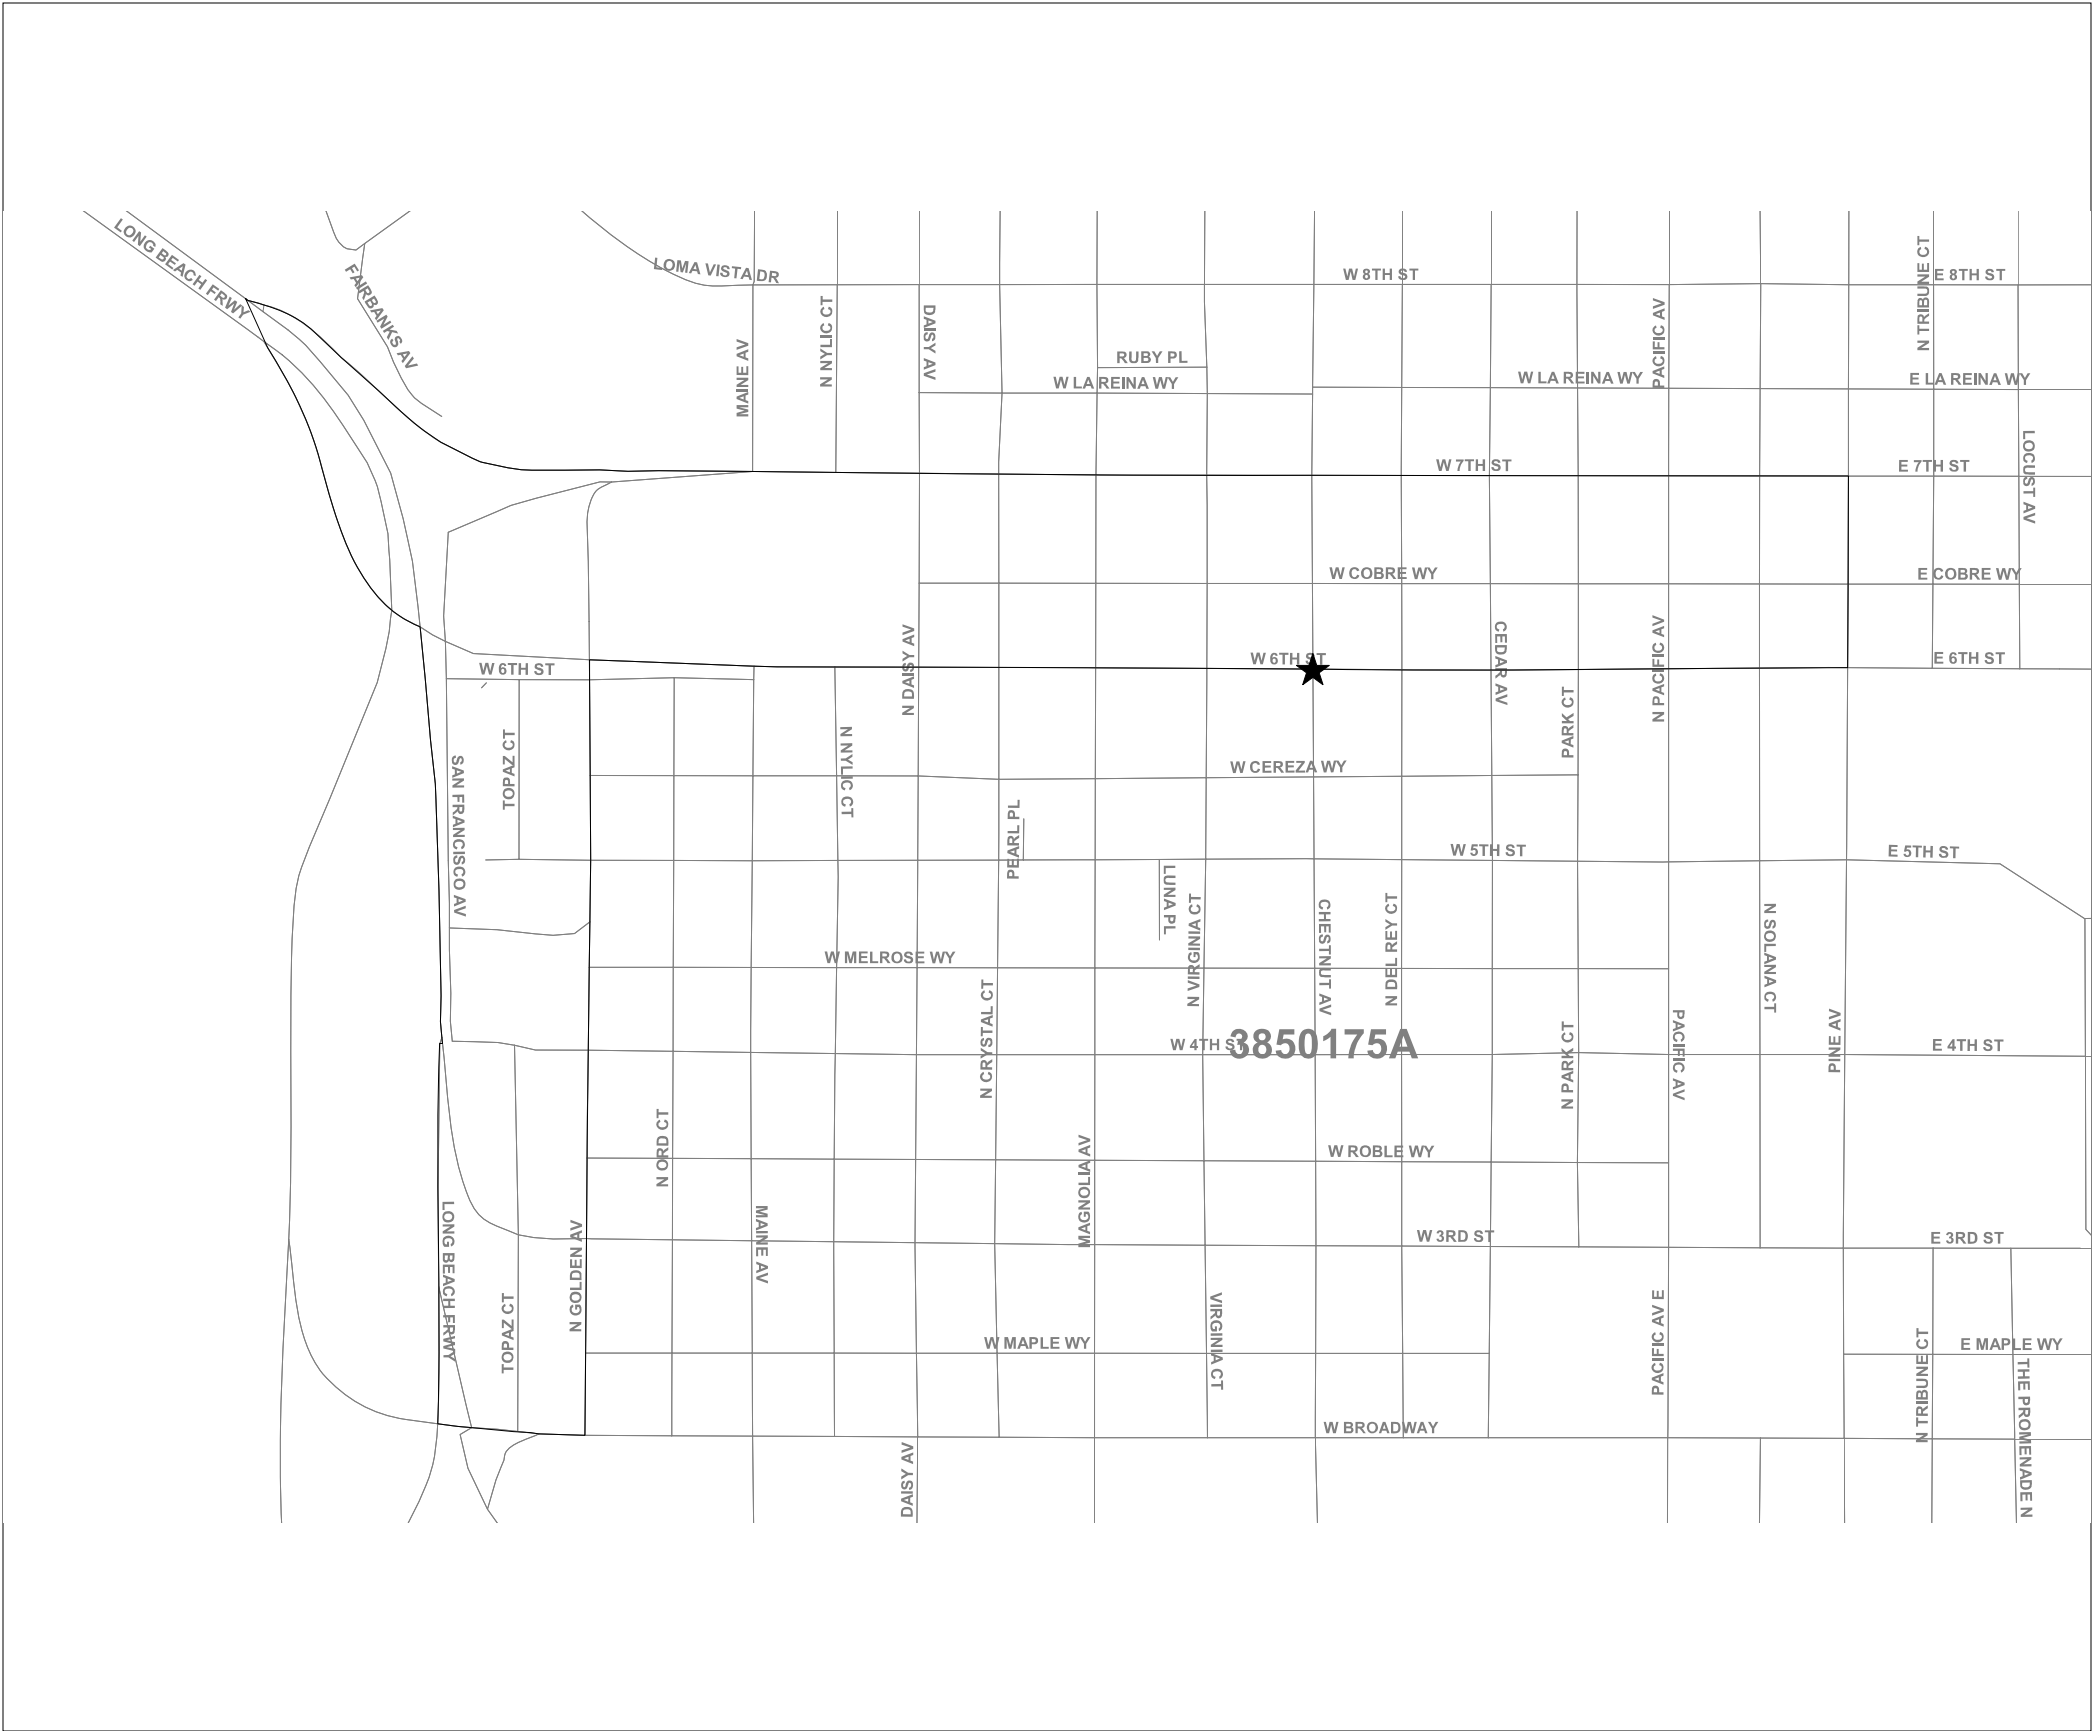 LONG BEACH FRWY
FAIRBANKS AV
LOMA VISTA DR
W 8TH ST
E 8TH ST
N TRIBUNE CT
MAINE AV
N NYLIC CT
DAISY AV
PACIFIC AV
RUBY PL
W LA REINA WY
W LA REINA WY
E LA REINA WY
W 7TH ST
E 7TH ST
LOCUST AV
W COBRE WY
E COBRE WY
N DAISY AV
CEDAR AV
N PACIFIC AV
W 6TH ST
W 6TH ST
E 6TH ST
PARK CT
TOPAZ CT
SAN FRANCISCO AV
N NYLIC CT
W CEREZA WY
PEARL PL
W 5TH ST
E 5TH ST
LUNA PL
N VIRGINIA CT
CHESTNUT AV
N DEL REY CT
N SOLANA CT
W MELROSE WY
N CRYSTAL CT
3850175A
W 4TH ST
E 4TH ST
N PARK CT
PACIFIC AV
PINE AV
N ORD CT
MAGNOLIA AV
W ROBLE WY
LONG BEACH FRWY
N GOLDEN AV
MAINE AV
W 3RD ST
E 3RD ST
TOPAZ CT
VIRGINIA CT
PACIFIC AV E
W MAPLE WY
E MAPLE WY
N TRIBUNE CT
THE PROMENADE N
W BROADWAY
DAISY AV